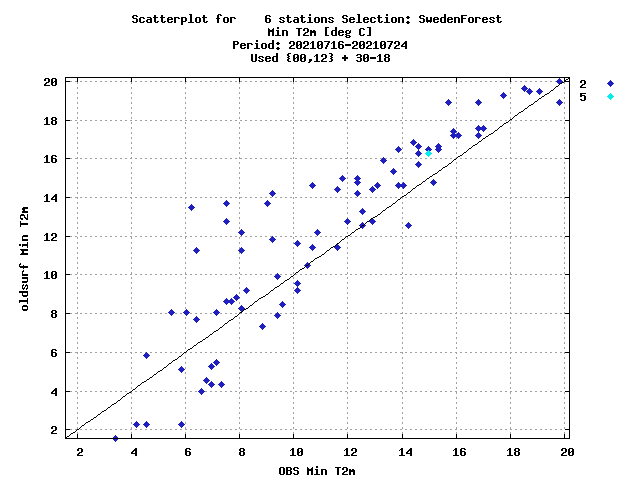 Scatterplot for    6 stations Selection: SwedenForest
Min T2m [deg C]
Period: 20210716-20210724
Used {00,12} + 30-18
2
5
20
18
16
14
12
10
8
6
4
2
oldsurf Min T2m
2 4 6 8 10 12 14 16 18 20
OBS Min T2m